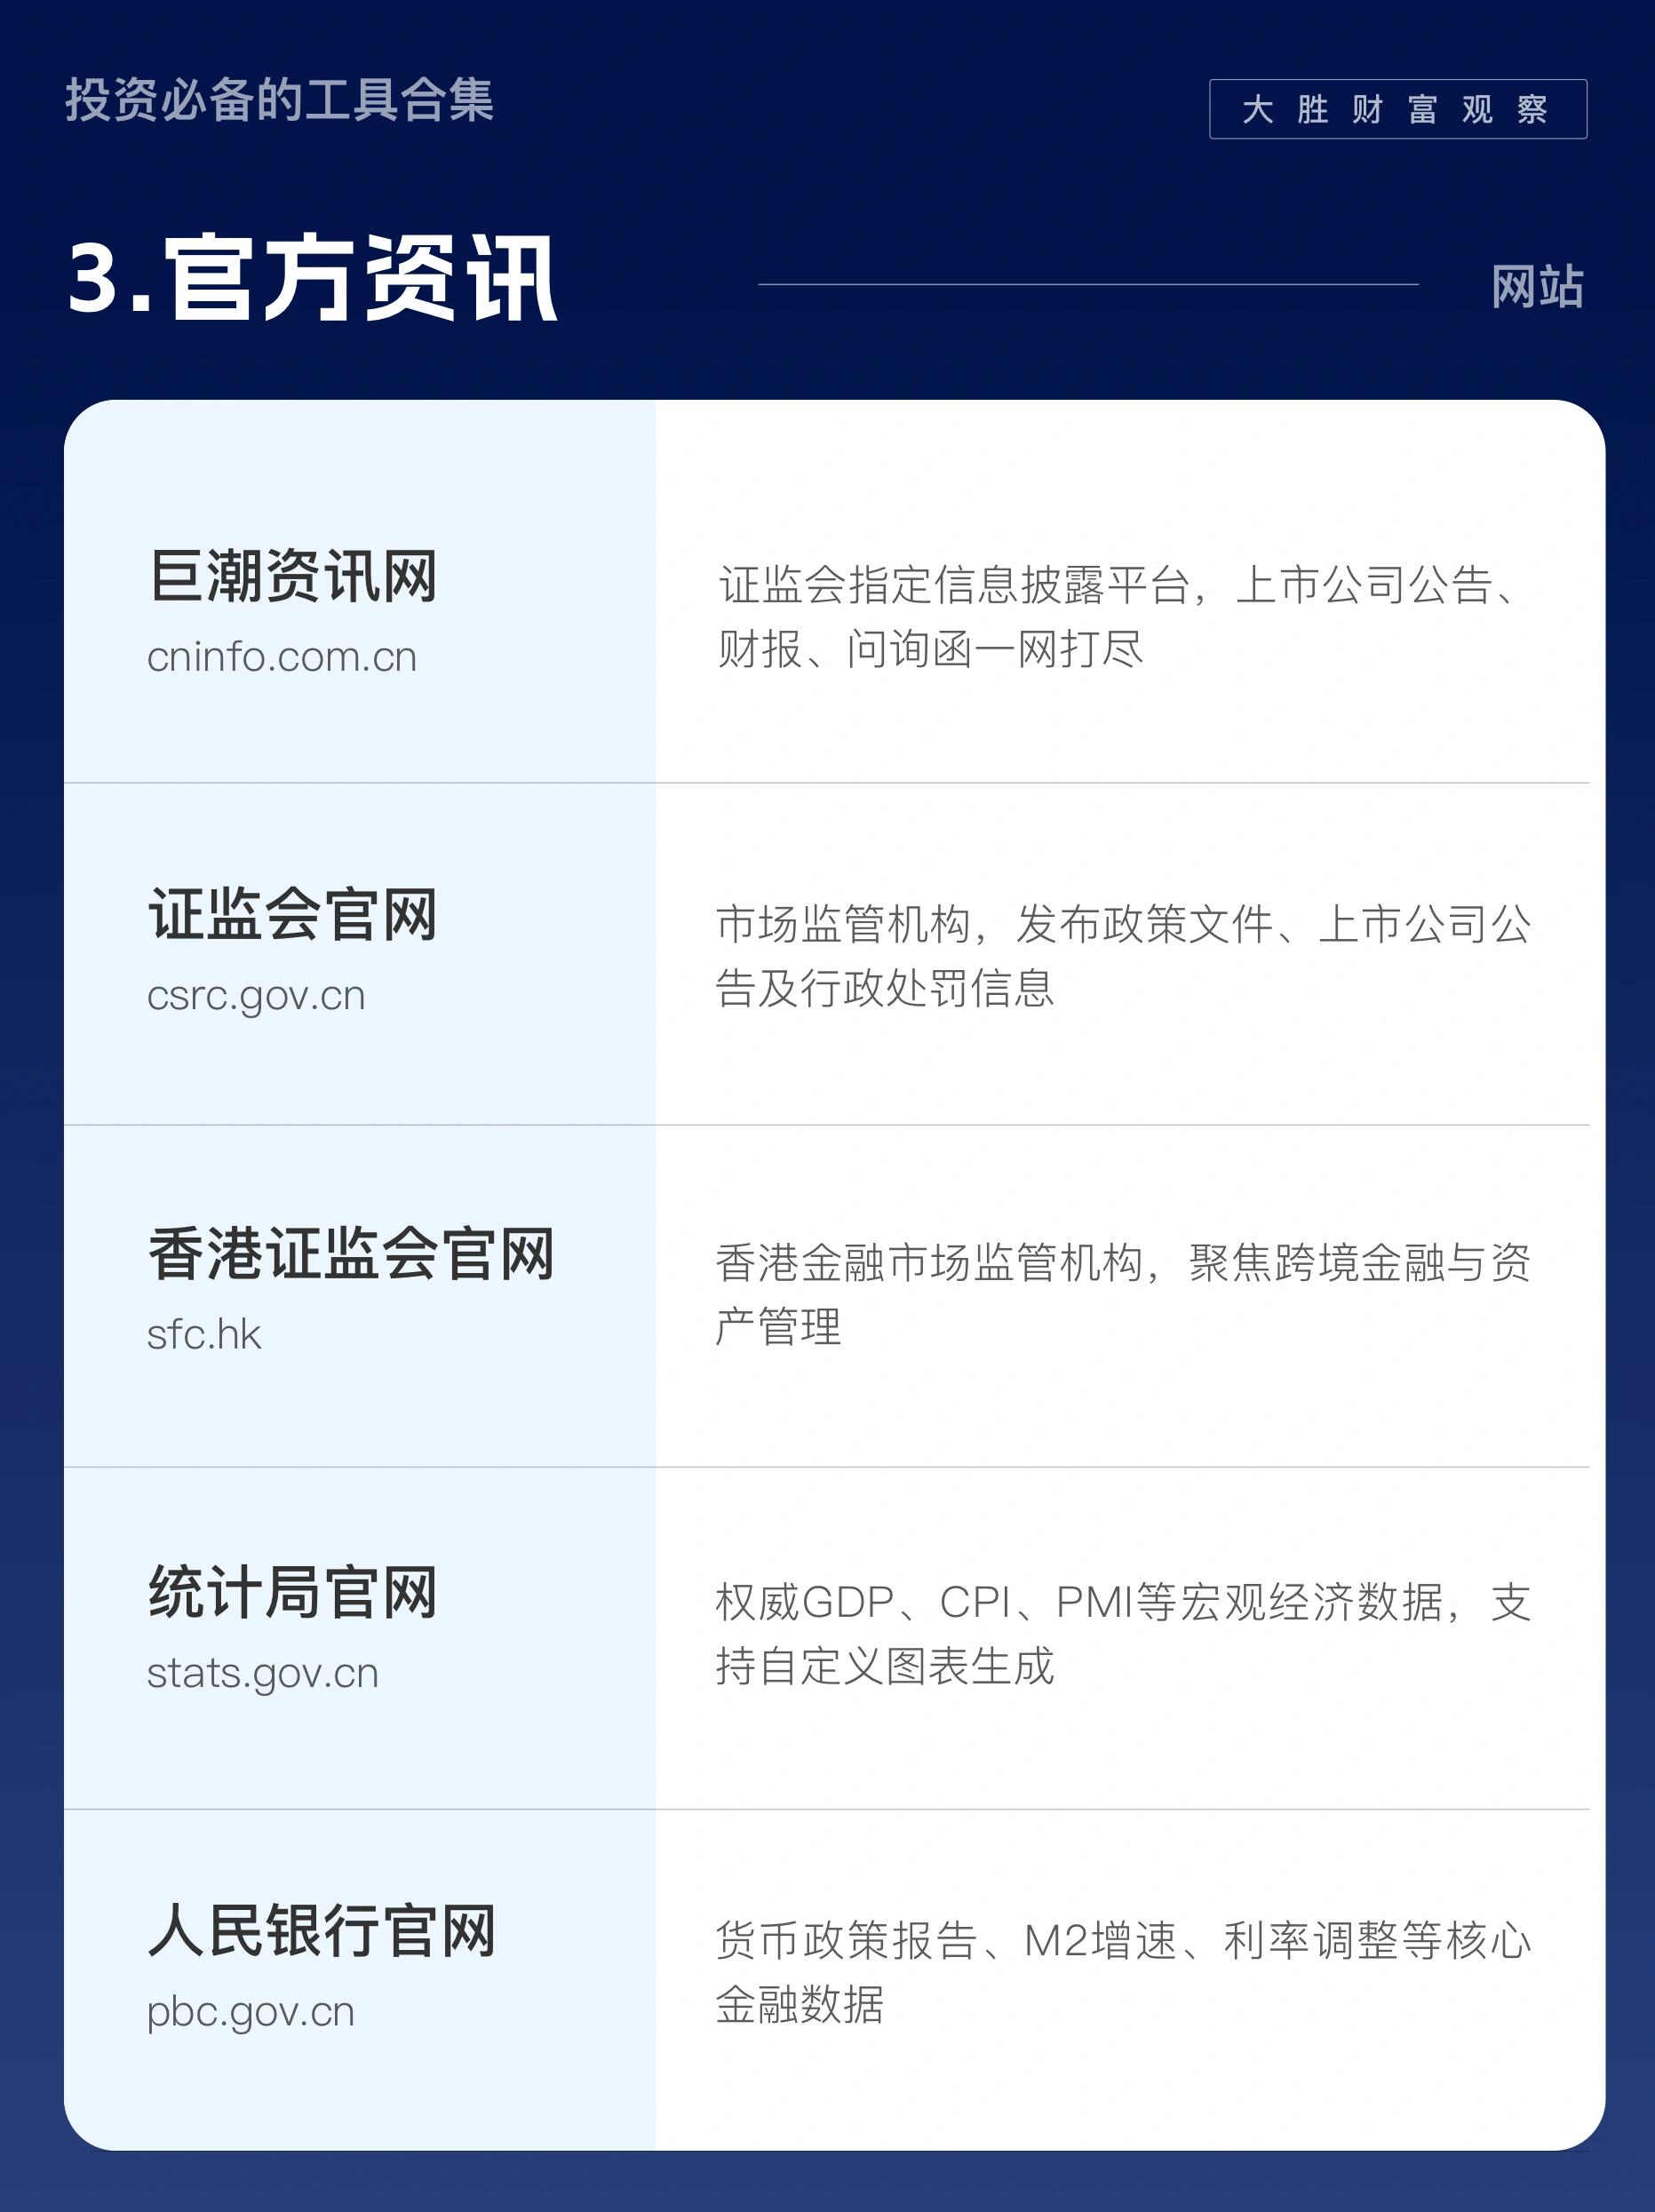 投资必备的工具合集
大胜财富观察
3.官方资讯
网站
巨潮资讯网
cninfo.com.cn
证监会指定信息披露平台，上市公司公告、
财报、问询函一网打尽
证监会官网
csrc.gov.cn
市场监管机构，发布政策文件、上市公司公
告及行政处罚信息
香港证监会官网
sfc.hk
香港金融市场监管机构，聚焦跨境金融与资
产管理
统计局官网
stats.gov.cn
权威GDP、CPI、PMI等宏观经济数据，支
持自定义图表生成
人民银行官网
pbc.gov.cn
货币政策报告、M2增速、利率调整等核心
金融数据